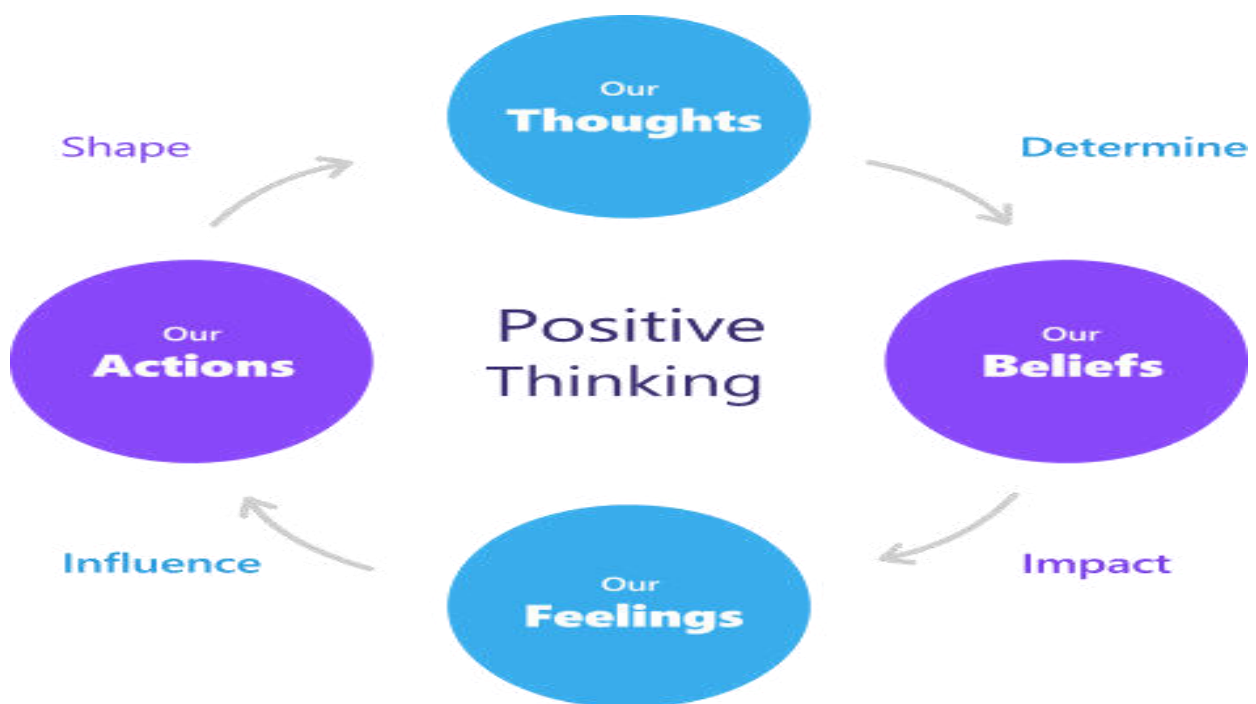 Our
Thoughts
Determine
Our
Beliefs
Impact
Our
Feelings
Influence
Our
Actions
Shape
Positive
Thinking